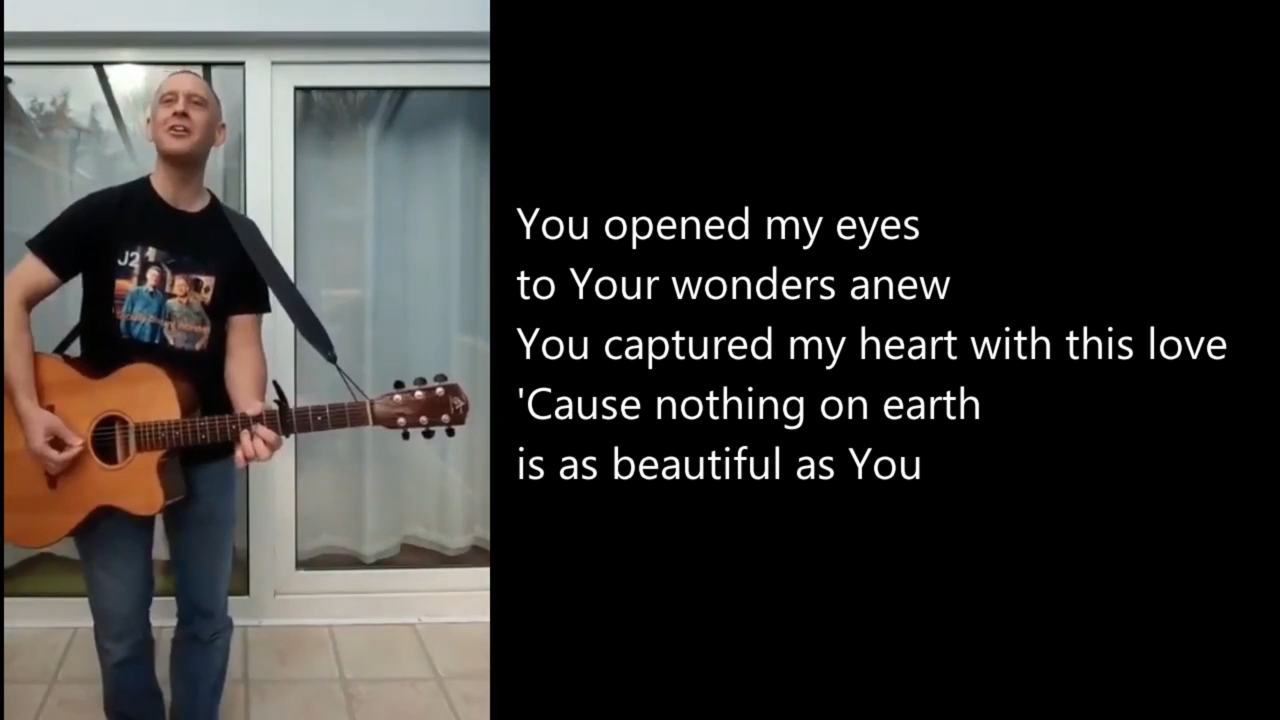 J2
You opened my eyes
to Your wonders anew
You captured my heart with this love
'Cause nothing on earth
is as beautiful as You